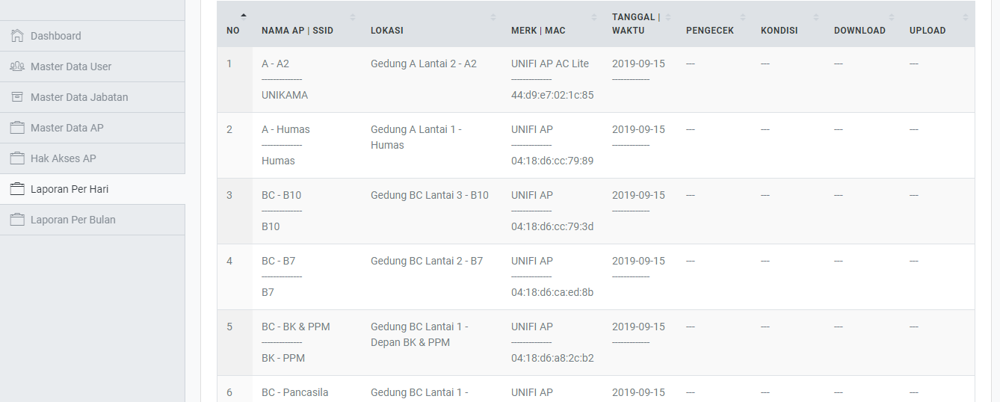 Dashboard
Master Data User
Master Data Jabatan
Master Data AP
Hak Akses AP
Laporan Per Hari
Laporan Per Bulan
NO NAMA AP | SSID LOKASI MERK | MAC TANGGAL | WAKTU PENGECEK KONDISI DOWNLOAD UPLOAD
1 A - A2 Gedung A Lantai 2 - A2 UNIFI AP AC Lite 2019-09-15 --- --- --- ---
-------------- -------------- -------------
UNIKAMA 44:d9:e7:02:1c:85
2 A - Humas Gedung A Lantai 1 - UNIFI AP 2019-09-15 --- --- --- ---
-------------- Humas -------------- -------------
Humas 04:18:d6:cc:79:89
3 BC - B10 Gedung BC Lantai 3 - B10 UNIFI AP 2019-09-15 --- --- --- ---
-------------- -------------- -------------
B10 04:18:d6:cc:79:3d
4 BC - B7 Gedung BC Lantai 2 - B7 UNIFI AP 2019-09-15 --- --- --- ---
-------------- -------------- -------------
B7 04:18:d6:ca:ed:8b
5 BC - BK & PPM Gedung BC Lantai 1 - UNIFI AP 2019-09-15 --- --- --- ---
-------------- Depan BK & PPM -------------- -------------
BK - PPM 04:18:d6:a8:2c:b2
6 BC - Pancasila Gedung BC Lantai 1 - UNIFI AP 2019-09-15 --- --- --- ---